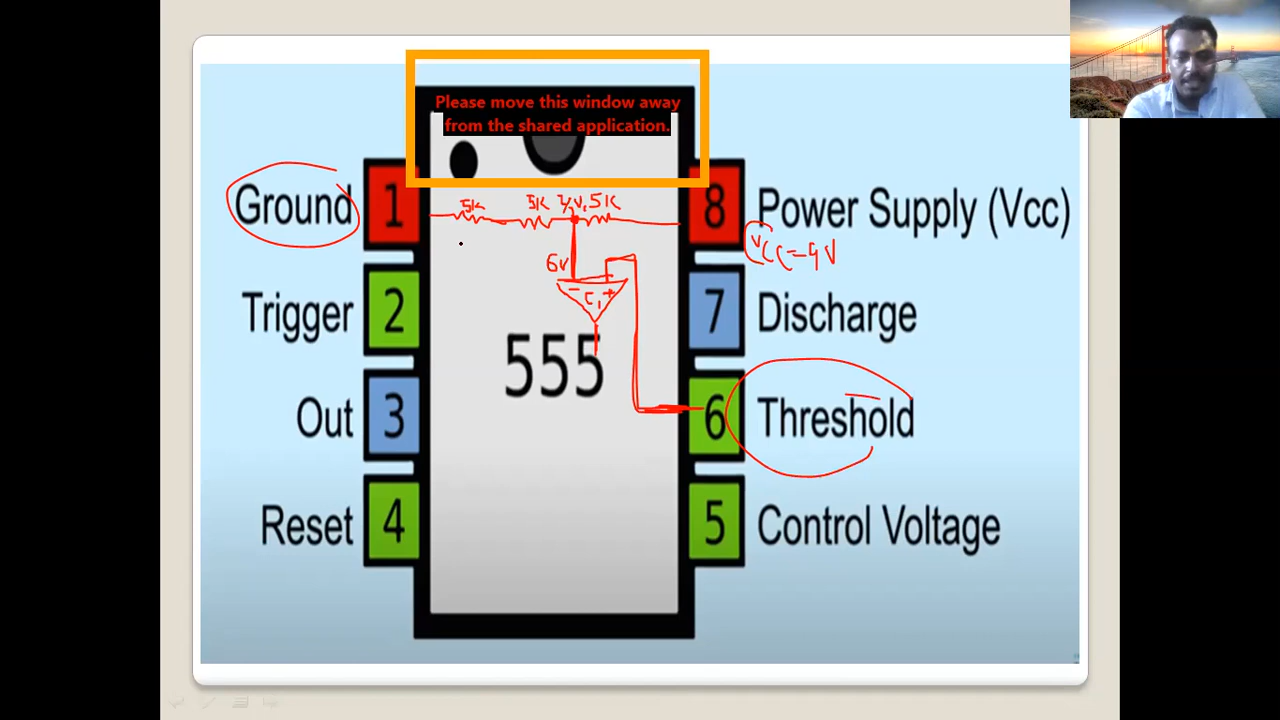 Please move this window away
from the shared application.
Ground 1
8 Power Supply (Vcc)
5K 5K 5K
Vcc=9V
6V
Trigger 2
7 Discharge
- C1 +
555
Out 3
6 Threshold
Reset 4
5 Control Voltage